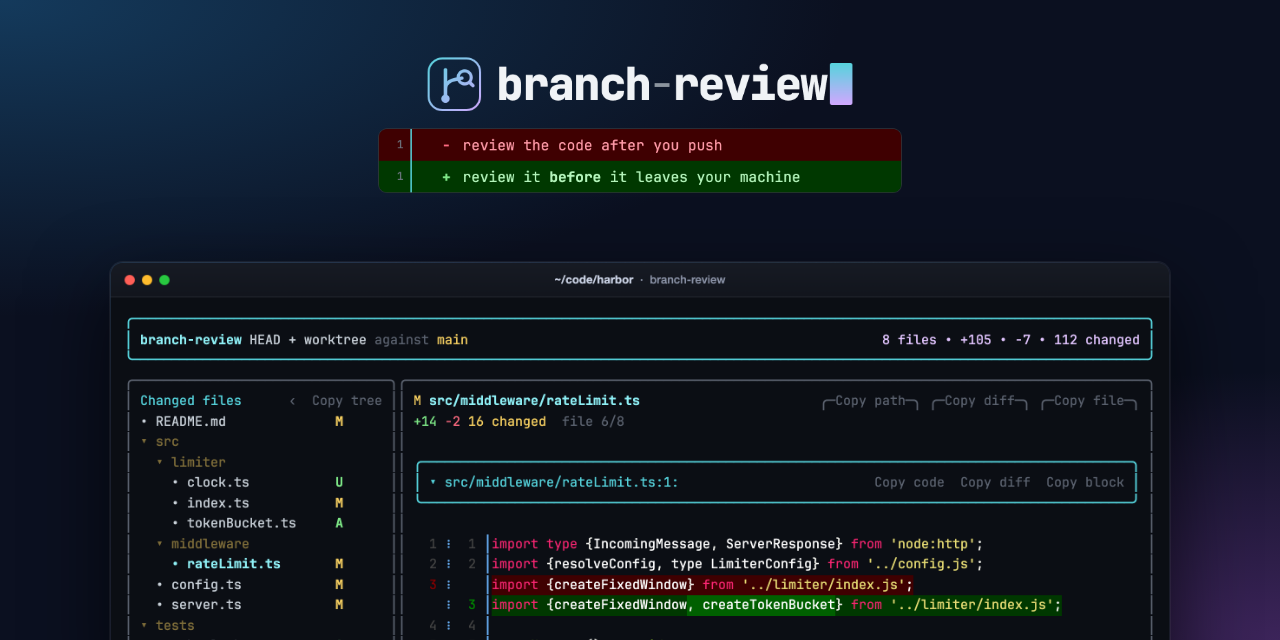 branch-review
1 - review the code after you push
1 + review it before it leaves your machine
~/code/harbor · branch-review
branch-review HEAD + worktree against main 8 files • +105 • -7 • 112 changed
Changed files ‹ Copy tree
• README.md M
▾ src
▾ limiter
• clock.ts U
• index.ts M
• tokenBucket.ts A
▾ middleware
• rateLimit.ts M
• config.ts M
• server.ts M
▾ tests
M src/middleware/rateLimit.ts Copy path Copy diff Copy file
+14 -2 16 changed file 6/8
▾ src/middleware/rateLimit.ts:1: Copy code Copy diff Copy block
1 ⋮ 1 import type {IncomingMessage, ServerResponse} from 'node:http';
2 ⋮ 2 import {resolveConfig, type LimiterConfig} from '../config.js';
3 ⋮ import {createFixedWindow} from '../limiter/index.js';
⋮ 3 import {createFixedWindow, createTokenBucket} from '../limiter/index.js';
4 ⋮ 4